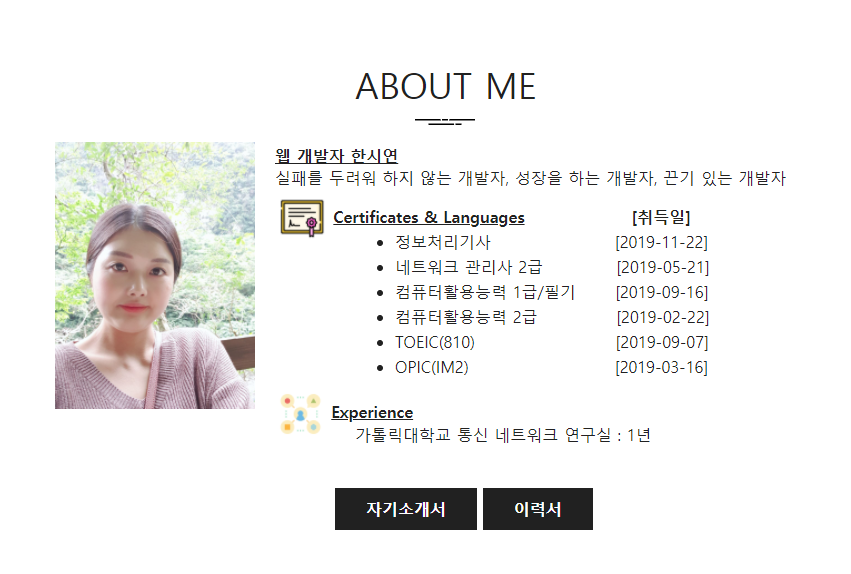 ABOUT ME
웹 개발자 한시연
실패를 두려워 하지 않는 개발자, 성장을 하는 개발자, 끈기 있는 개발자
Certificates & Languages [취득일]
정보처리기사 [2019-11-22]
네트워크 관리사 2급 [2019-05-21]
컴퓨터활용능력 1급/필기 [2019-09-16]
컴퓨터활용능력 2급 [2019-02-22]
TOEIC(810) [2019-09-07]
OPIC(IM2) [2019-03-16]
Experience
가톨릭대학교 통신 네트워크 연구실 : 1년
자기소개서 이력서